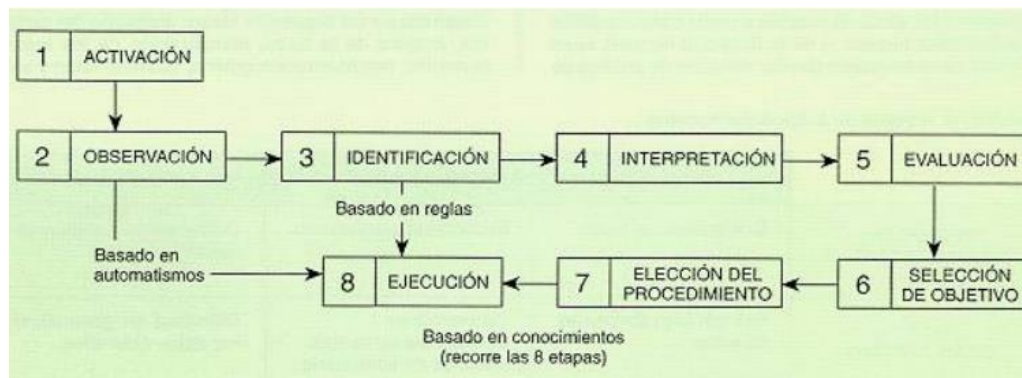 1 ACTIVACIÓN
2 OBSERVACIÓN
3 IDENTIFICACIÓN
4 INTERPRETACIÓN
5 EVALUACIÓN
Basado en reglas
Basado en
automatismos
8 EJECUCIÓN
7 ELECCIÓN DEL
PROCEDIMIENTO
6 SELECCIÓN
DE OBJETIVO
Basado en conocimientos
(recorre las 8 etapas)